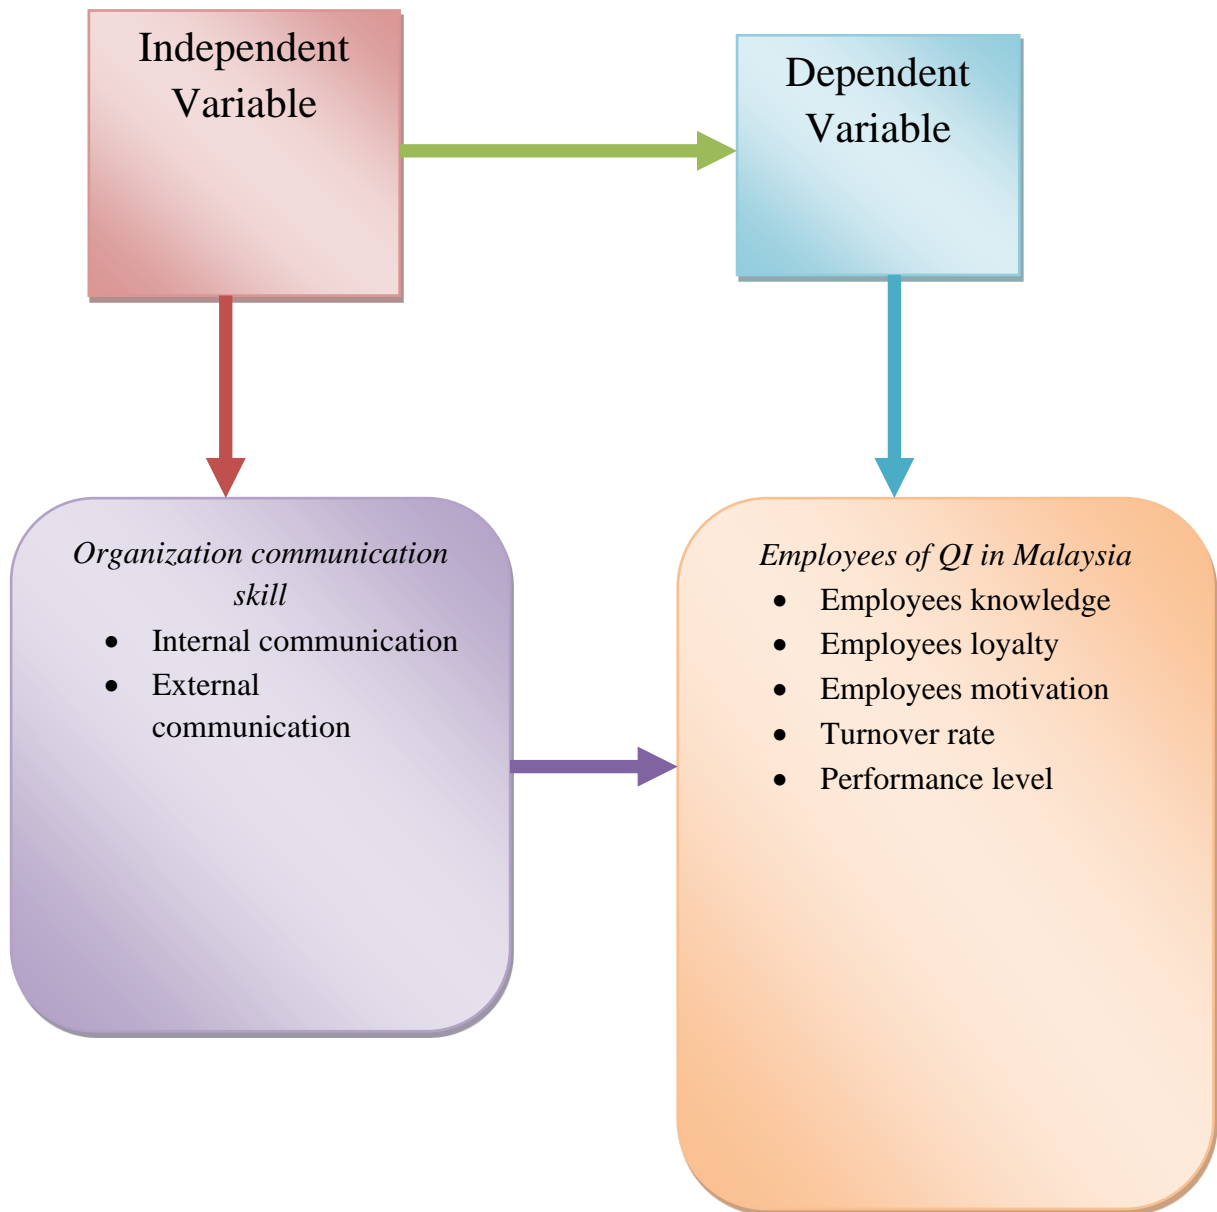 Independent
Variable
Dependent
Variable
Organization communication
skill
• Internal communication
• External
communication
Employees of QI in Malaysia
• Employees knowledge
• Employees loyalty
• Employees motivation
• Turnover rate
• Performance level